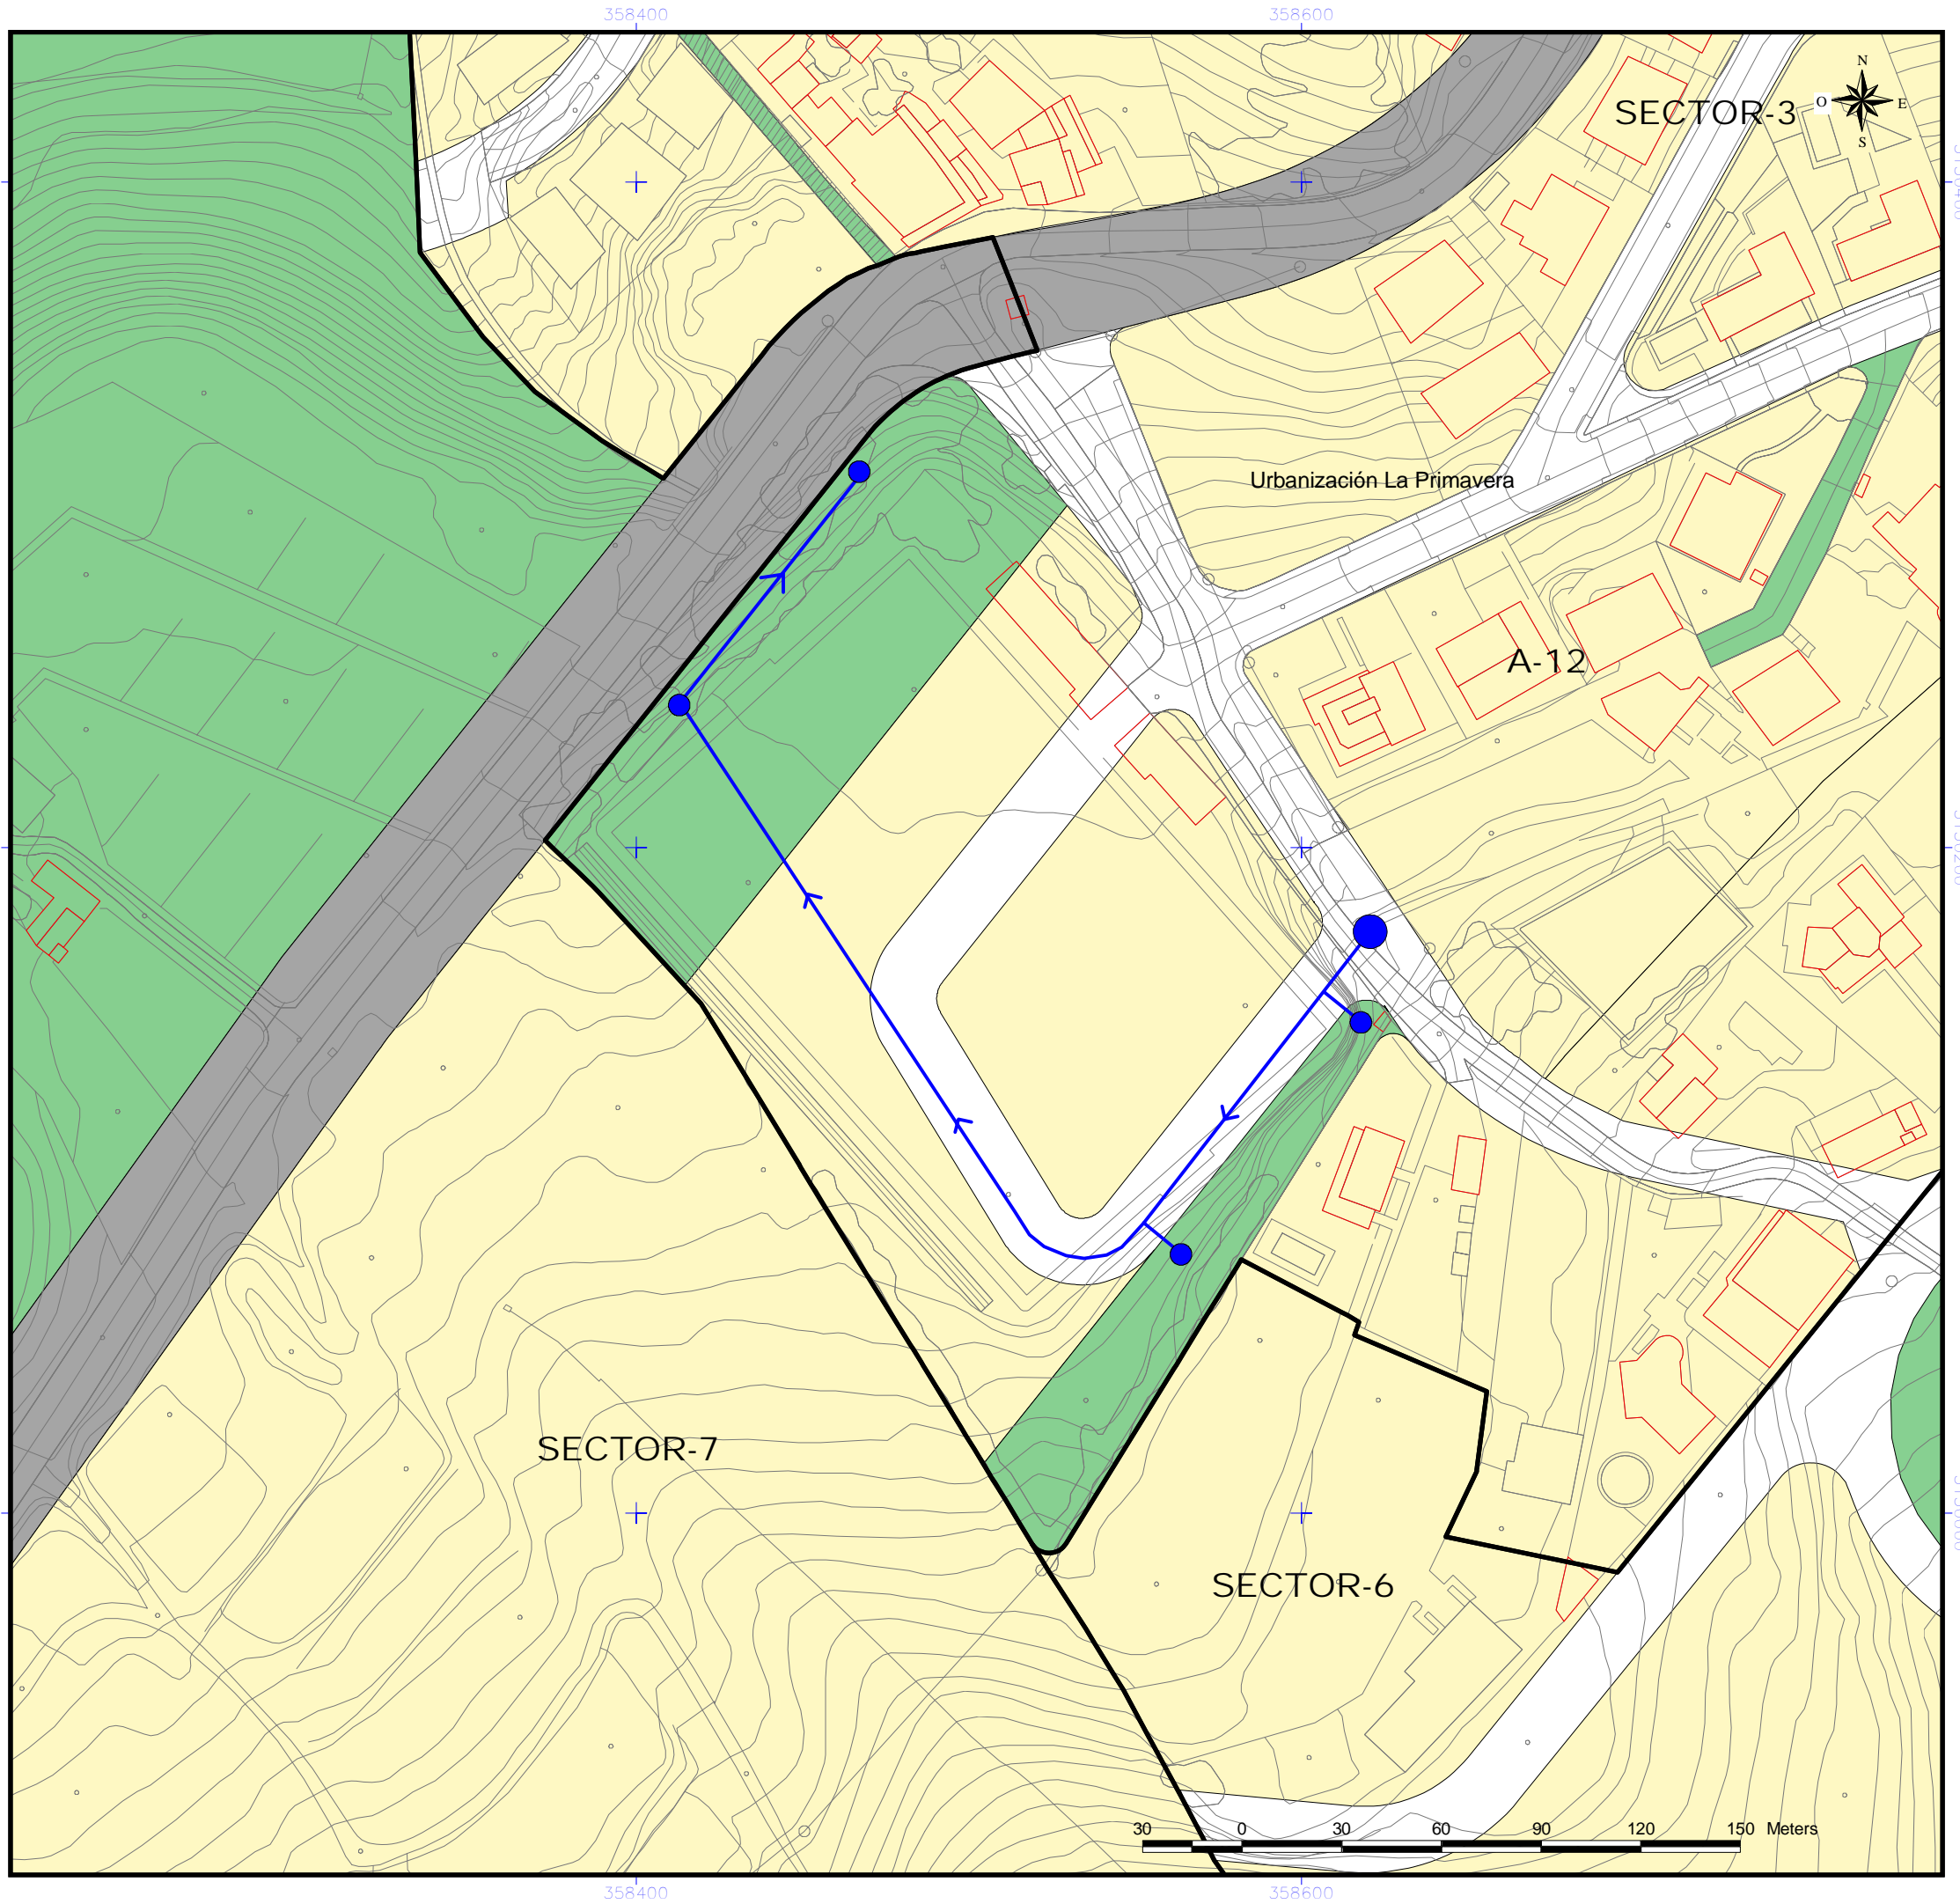 358400
358600
N
SECTOR-3
O
E
S
Urbanización La Primavera
A-12
SECTOR-7
SECTOR-6
30 0 30 60 90 120 150 Meters
358400
358600